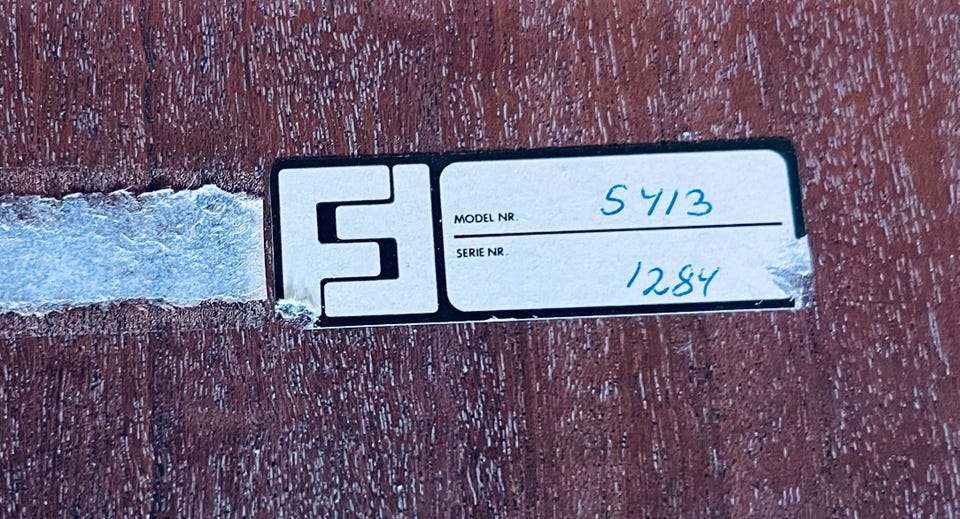 MODEL NR. 5413
SERIE NR. 1284